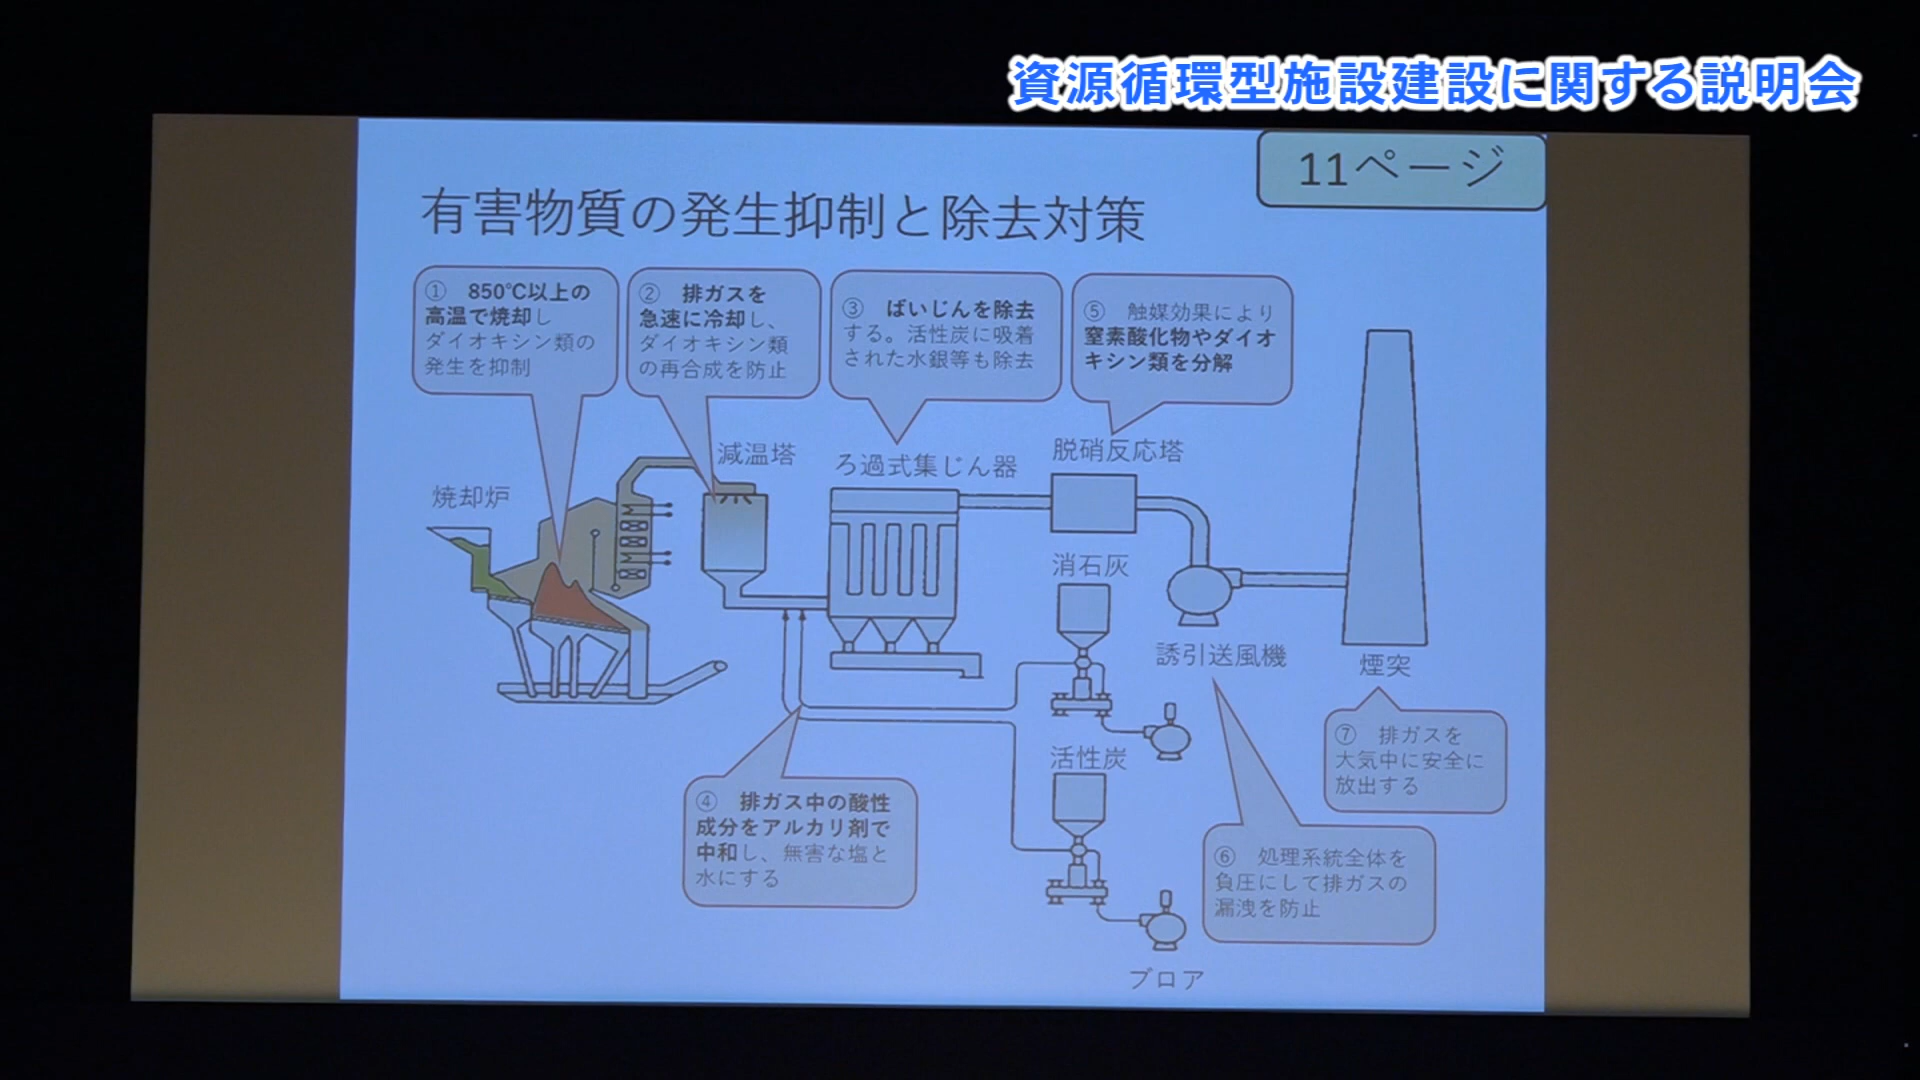 資源循環型施設建設に関する説明会
11ページ
有害物質の発生抑制と除去対策
① 850℃以上の
高温で焼却し
ダイオキシン類の
発生を抑制
② 排ガスを
急速に冷却し、
ダイオキシン類
の再合成を防止
③ ばいじんを除去
する。活性炭に吸着
された水銀等も除去
⑤ 触媒効果により
窒素酸化物やダイオ
キシン類を分解
焼却炉
減温塔
ろ過式集じん器
脱硝反応塔
消石灰
誘引送風機
煙突
活性炭
④ 排ガス中の酸性
成分をアルカリ剤で
中和し、無害な塩と
水にする
⑦ 排ガスを
大気中に安全に
放出する
⑥ 処理系統全体を
負圧にして排ガスの
漏洩を防止
ブロア